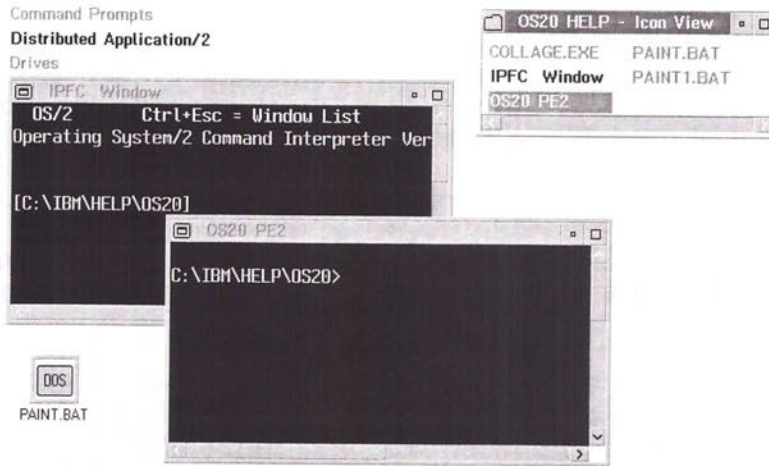 Command Prompts
Distributed Application/2
Drives
OS20 HELP - Icon View
COLLAGE.EXE PAINT.BAT
IPFC Window PAINT1.BAT
OS20 PE2
IPFC Window
OS/2 Ctrl+Esc = Window List
Operating System/2 Command Interpreter Ver
[C:\IBM\HELP\OS20]
OS20 PE2
C:\IBM\HELP\OS20>
DOS
PAINT.BAT